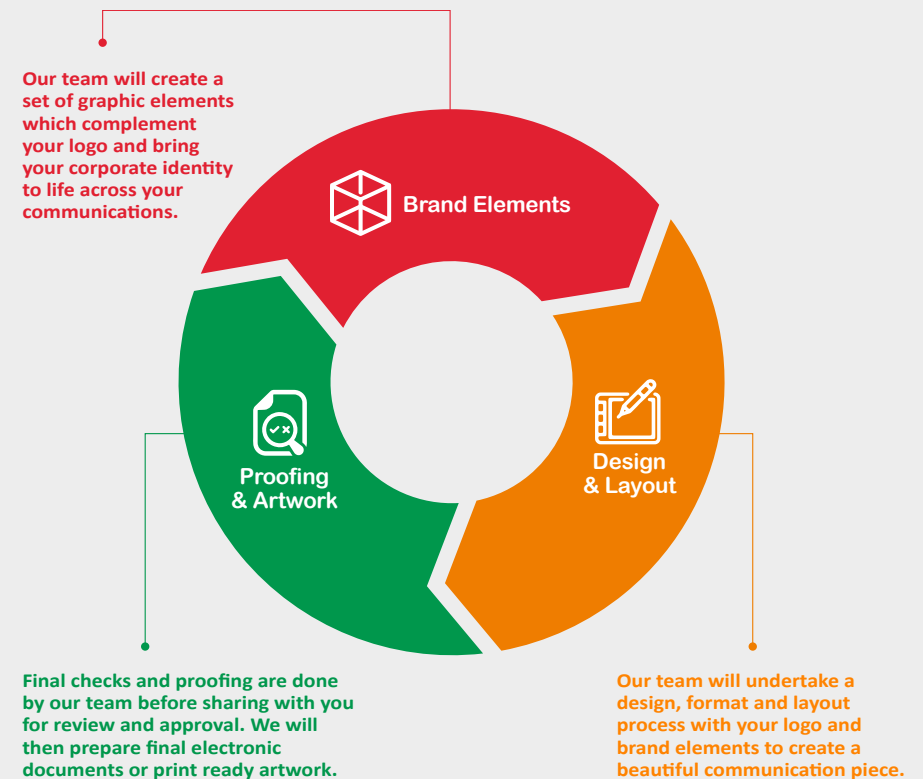 Our team will create a
set of graphic elements
which complement
your logo and bring
your corporate identity
to life across your
communications.
Brand Elements
Design
& Layout
Proofing
& Artwork
Final checks and proofing are done
by our team before sharing with you
for review and approval. We will
then prepare final electronic
documents or print ready artwork.
Our team will undertake a
design, format and layout
process with your logo and
brand elements to create a
beautiful communication piece.